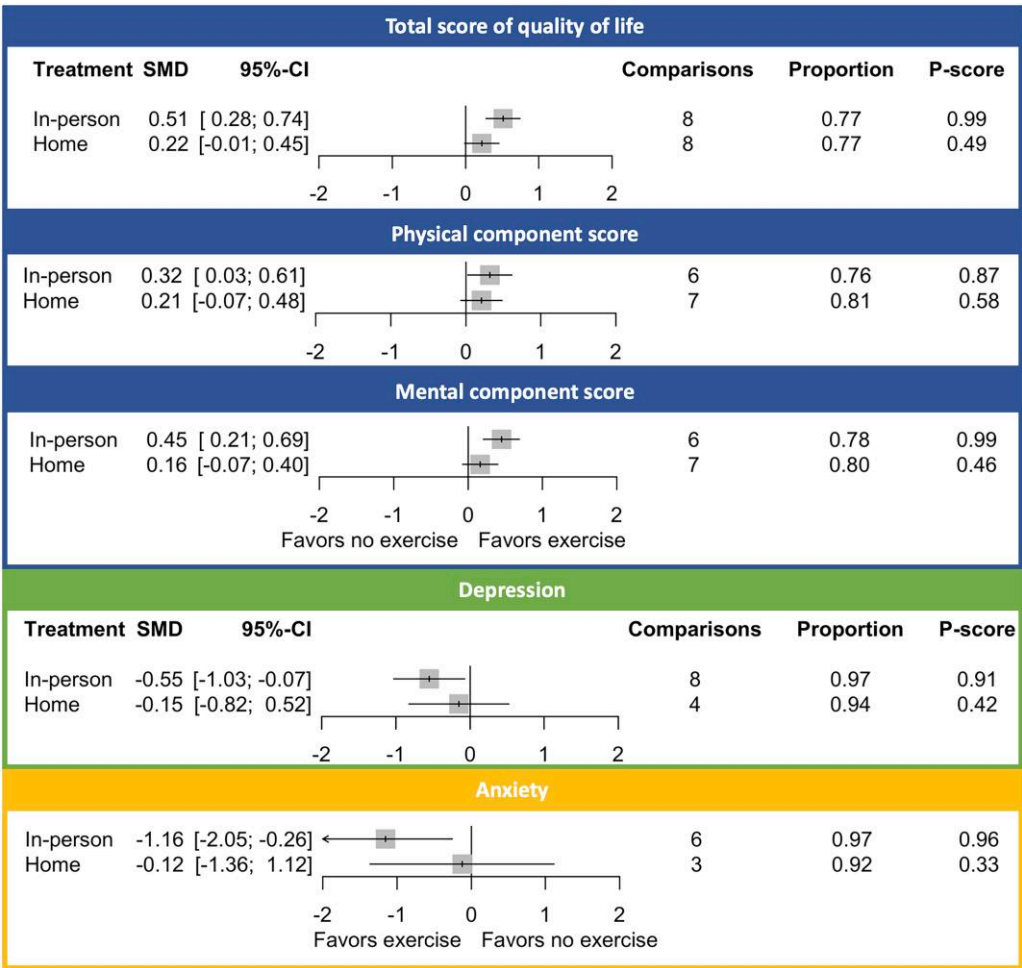 Total score of quality of life
Treatment SMD 95%-CI Comparisons Proportion P-score
In-person 0.51 [ 0.28; 0.74] 8 0.77 0.99
Home 0.22 [-0.01; 0.45] 8 0.77 0.49
-2 -1 0 1 2
Physical component score
In-person 0.32 [ 0.03; 0.61] 6 0.76 0.87
Home 0.21 [-0.07; 0.48] 7 0.81 0.58
-2 -1 0 1 2
Mental component score
In-person 0.45 [ 0.21; 0.69] 6 0.78 0.99
Home 0.16 [-0.07; 0.40] 7 0.80 0.46
-2 -1 0 1 2
Favors no exercise Favors exercise
Depression
Treatment SMD 95%-CI Comparisons Proportion P-score
In-person -0.55 [-1.03; -0.07] 8 0.97 0.91
Home -0.15 [-0.82; 0.52] 4 0.94 0.42
-2 -1 0 1 2
Anxiety
In-person -1.16 [-2.05; -0.26] 6 0.97 0.96
Home -0.12 [-1.36; 1.12] 3 0.92 0.33
-2 -1 0 1 2
Favors exercise Favors no exercise